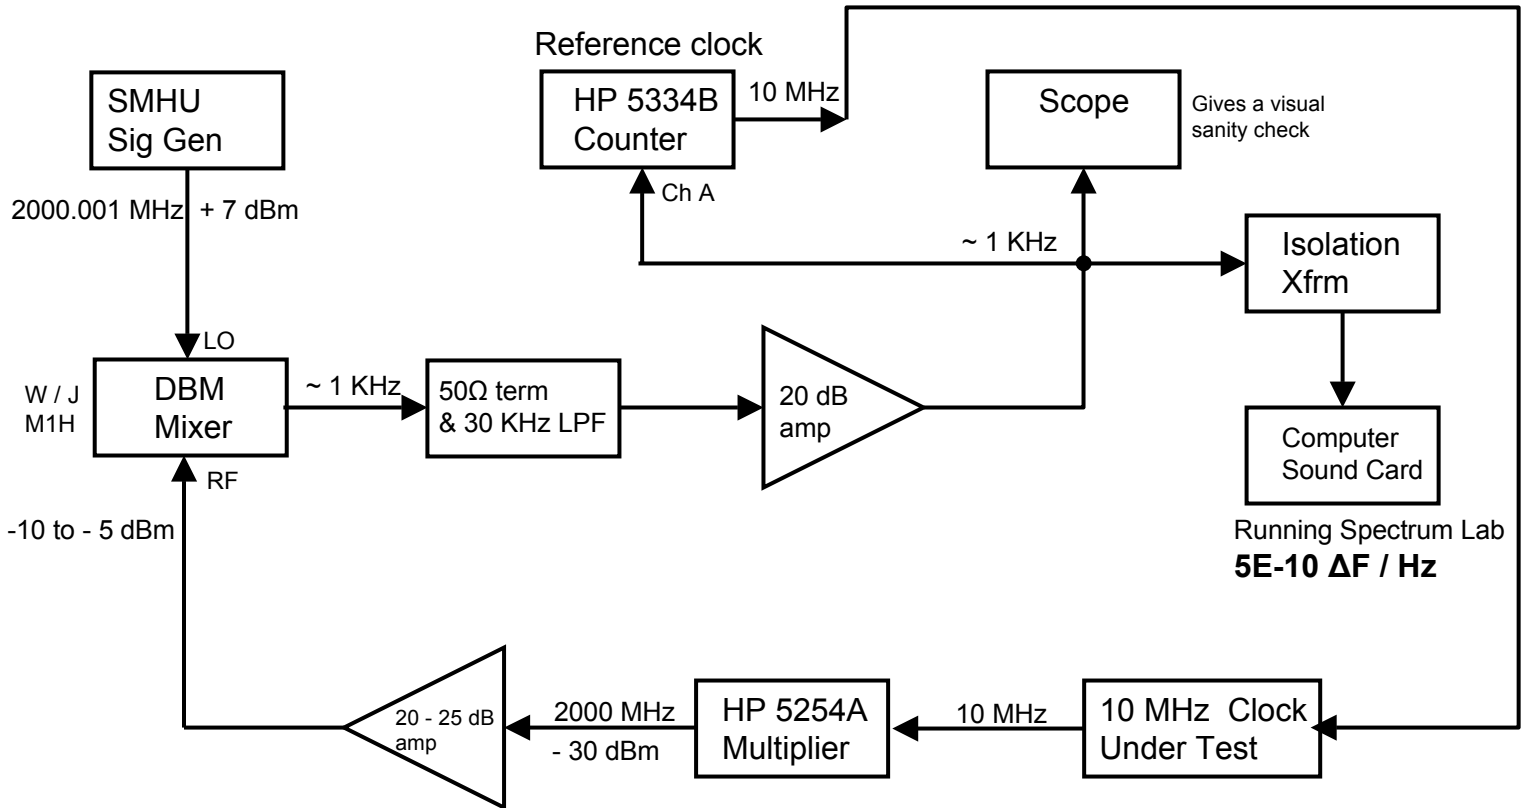 Reference clock
SMHU
Sig Gen
HP 5334B
Counter
10 MHz
Scope
Gives a visual
sanity check
Ch A
2000.001 MHz
+ 7 dBm
~ 1 KHz
Isolation
Xfrm
LO
W / J
M1H
DBM
Mixer
~ 1 KHz
50Ω term
& 30 KHz LPF
20 dB
amp
Computer
Sound Card
RF
-10 to - 5 dBm
Running Spectrum Lab
5E-10 ΔF / Hz
20 - 25 dB
amp
2000 MHz
- 30 dBm
HP 5254A
Multiplier
10 MHz
10 MHz Clock
Under Test